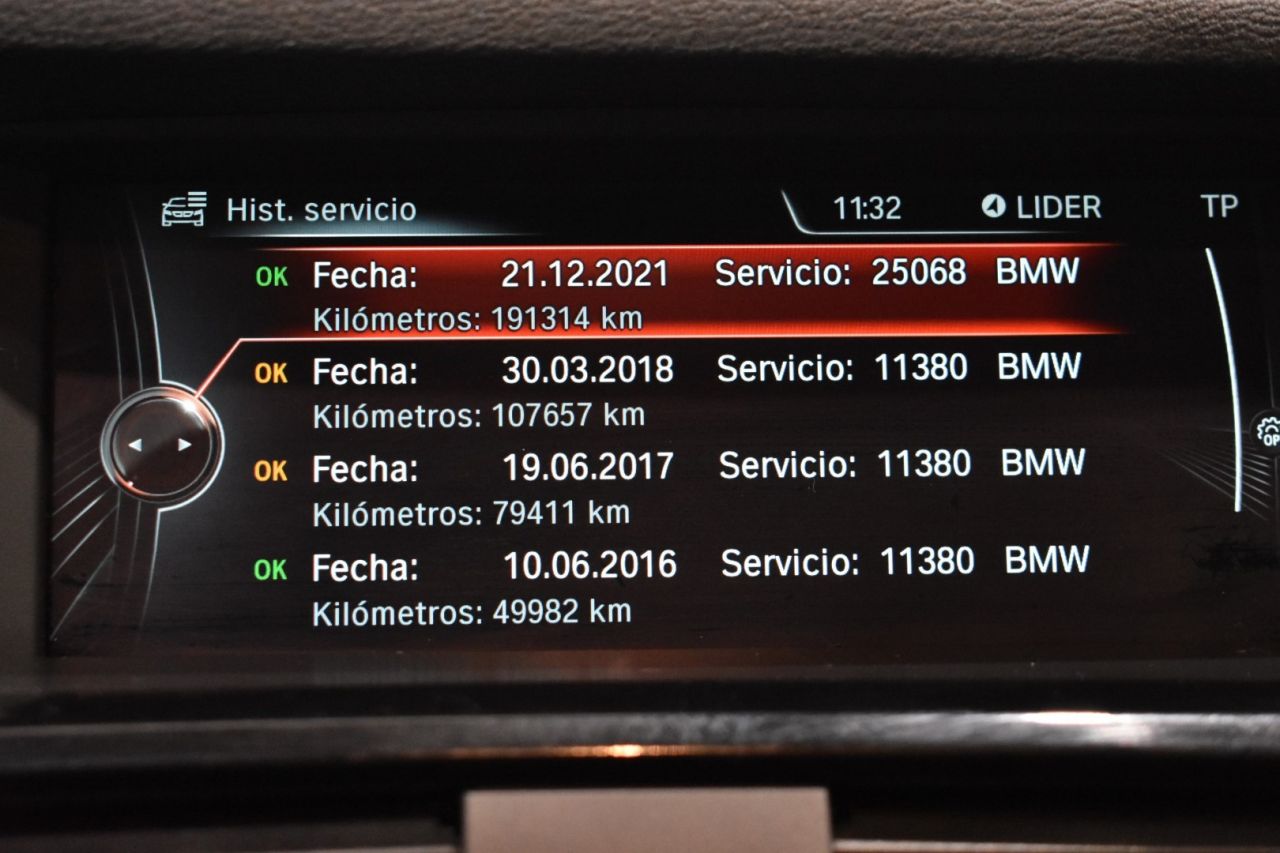 Hist. servicio 11:32 LIDER TP
OK Fecha: 21.12.2021 Servicio: 25068 BMW
Kilómetros: 191314 km
OK Fecha: 30.03.2018 Servicio: 11380 BMW
Kilómetros: 107657 km
OK Fecha: 19.06.2017 Servicio: 11380 BMW
Kilómetros: 79411 km
OK Fecha: 10.06.2016 Servicio: 11380 BMW
Kilómetros: 49982 km